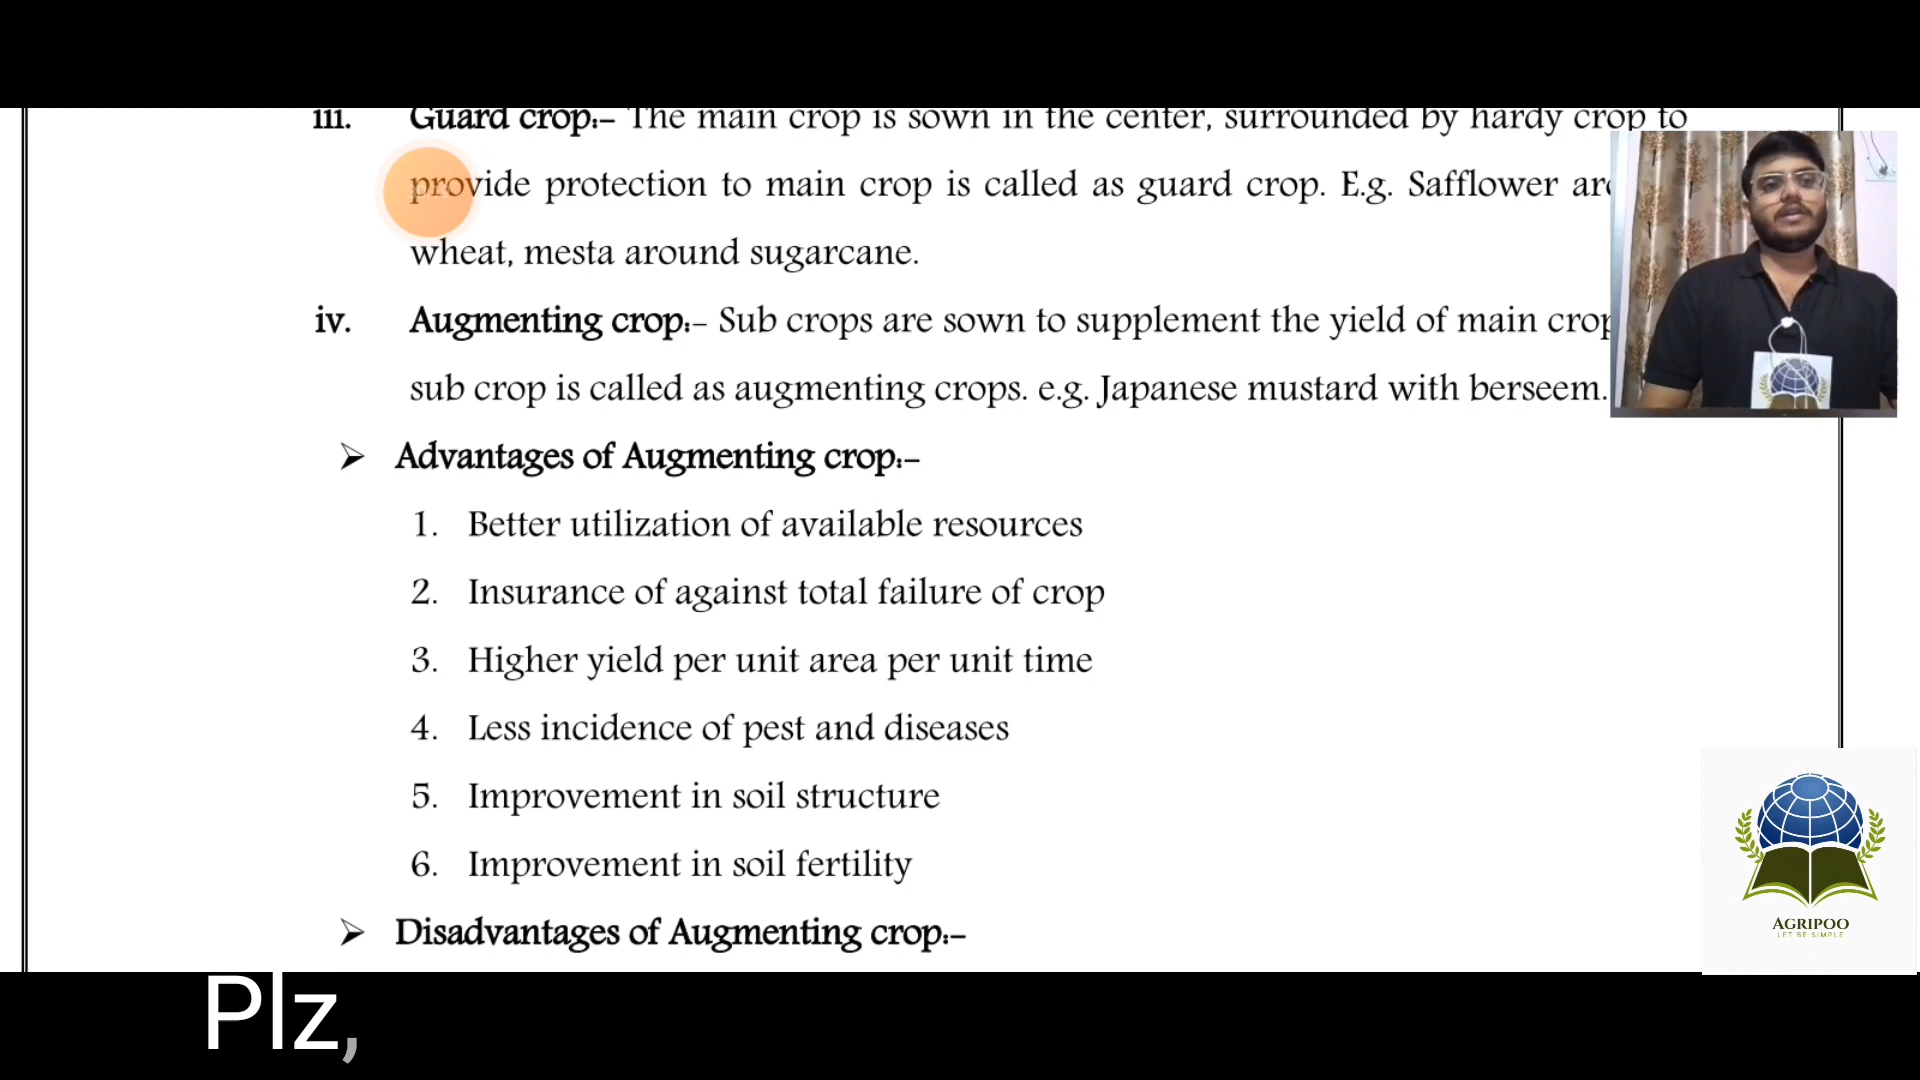 iii. Guard crop:- The main crop is sown in the center, surrounded by hardy crop to
provide protection to main crop is called as guard crop. E.g. Safflower
wheat, mesta around sugarcane.
iv. Augmenting crop:- Sub crops are sown to supplement the yield of main
sub crop is called as augmenting crops. e.g. Japanese mustard with berseem.
➢ Advantages of Augmenting crop:-
1. Better utilization of available resources
2. Insurance of against total failure of crop
3. Higher yield per unit area per unit time
4. Less incidence of pest and diseases
5. Improvement in soil structure
6. Improvement in soil fertility
➢ Disadvantages of Augmenting crop:-
AGRIPOO
LET BE SIMPLE
Plz,